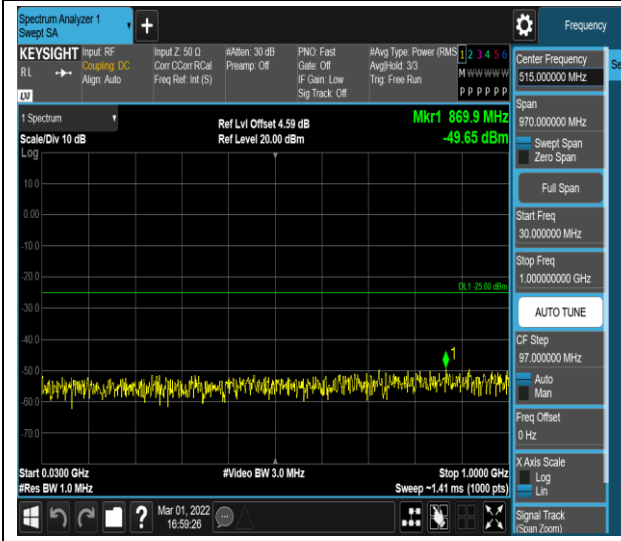 Spectrum Analyzer 1
Swept SA
Frequency
KEYSIGHT
RL
LXI
Input: RF
Coupling: DC
Align: Auto
Input Z: 50 Ω
Corr CCorr RCal
Freq Ref: Int (S)
#Atten: 30 dB
Preamp: Off
PNO: Fast
Gate: Off
IF Gain: Low
Sig Track: Off
#Avg Type: Power (RMS
Avg|Hold: 3/3
Trig: Free Run
1 2 3 4 5 6
M W W W W W
P P P P P P
1 Spectrum
Scale/Div 10 dB
Log
Ref Lvl Offset 4.59 dB
Ref Level 20.00 dBm
Mkr1 869.9 MHz
-49.65 dBm
10.0
0.00
-10.0
-20.0
DL1 -25.00 dBm
-30.0
-40.0
1
-50.0
-60.0
-70.0
Start 0.0300 GHz
#Res BW 1.0 MHz
#Video BW 3.0 MHz
Stop 1.0000 GHz
Sweep ~1.41 ms (1000 pts)
Mar 01, 2022
16:59:26
Center Frequency
515.000000 MHz
Se
Span
970.000000 MHz
Swept Span
Zero Span
Full Span
Start Freq
30.000000 MHz
Stop Freq
1.000000000 GHz
AUTO TUNE
CF Step
97.000000 MHz
Auto
Man
Freq Offset
0 Hz
X Axis Scale
Log
Lin
Signal Track
(Span Zoom)